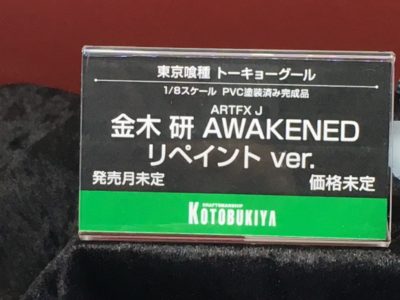 東京喰種 トーキョーグール
1/8スケール PVC塗装済み完成品
ARTFX J
金木 研 AWAKENED
リペイント ver.
発売月未定 価格未定
CRAFTSMANSHIP
KOTOBUKIYA